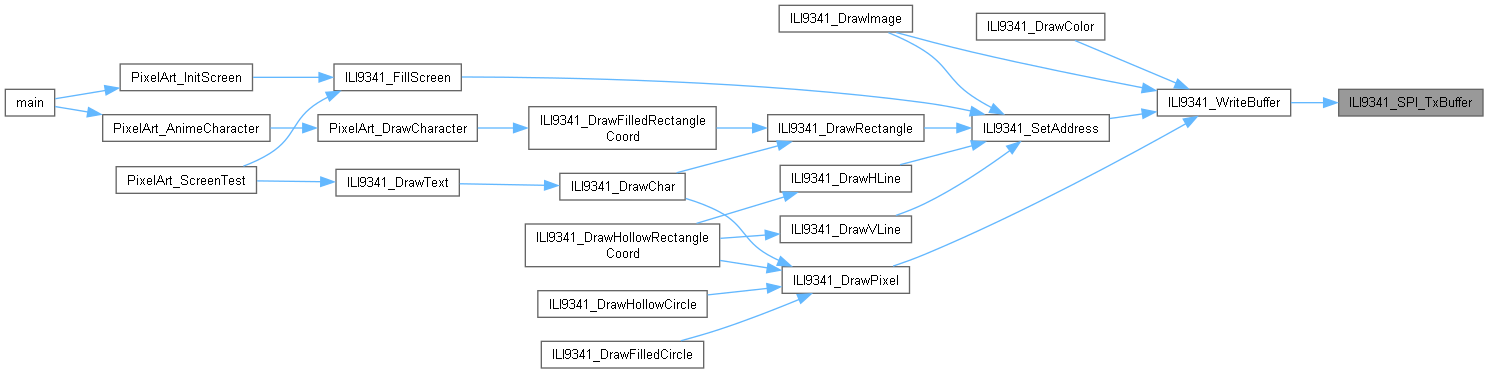 main
PixelArt_InitScreen
PixelArt_AnimeCharacter
PixelArt_ScreenTest
ILI9341_FillScreen
PixelArt_DrawCharacter
ILI9341_DrawText
ILI9341_DrawFilledRectangle
Coord
ILI9341_DrawChar
ILI9341_DrawHollowRectangle
Coord
ILI9341_DrawHollowCircle
ILI9341_DrawFilledCircle
ILI9341_DrawImage
ILI9341_DrawRectangle
ILI9341_DrawHLine
ILI9341_DrawVLine
ILI9341_DrawPixel
ILI9341_DrawColor
ILI9341_SetAddress
ILI9341_WriteBuffer
ILI9341_SPI_TxBuffer